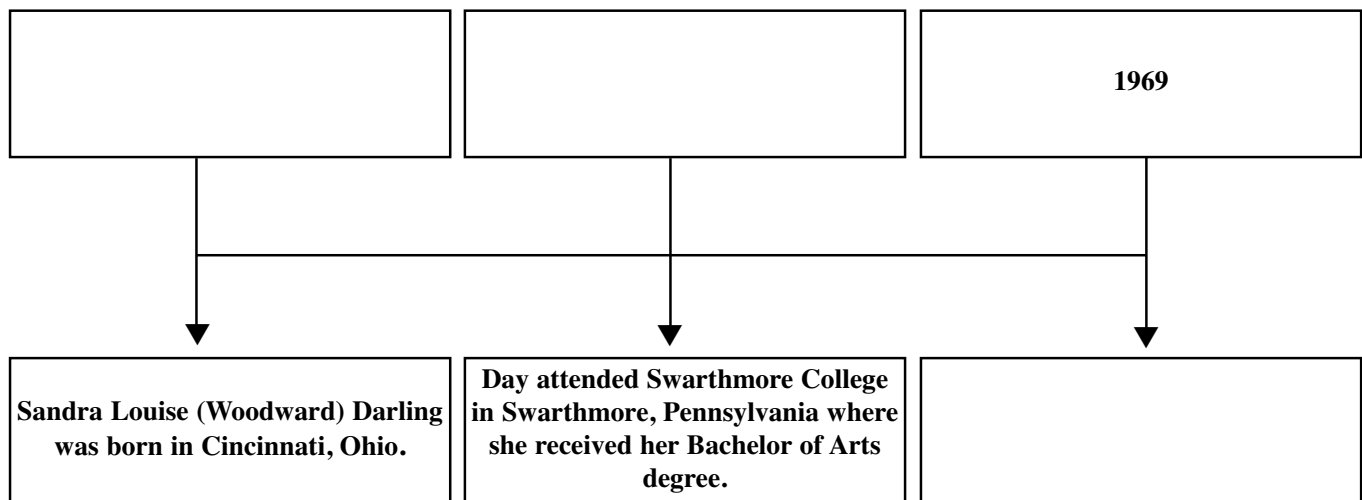 1969
Sandra Louise (Woodward) Darling
was born in Cincinnati, Ohio.
Day attended Swarthmore College
in Swarthmore, Pennsylvania where
she received her Bachelor of Arts
degree.